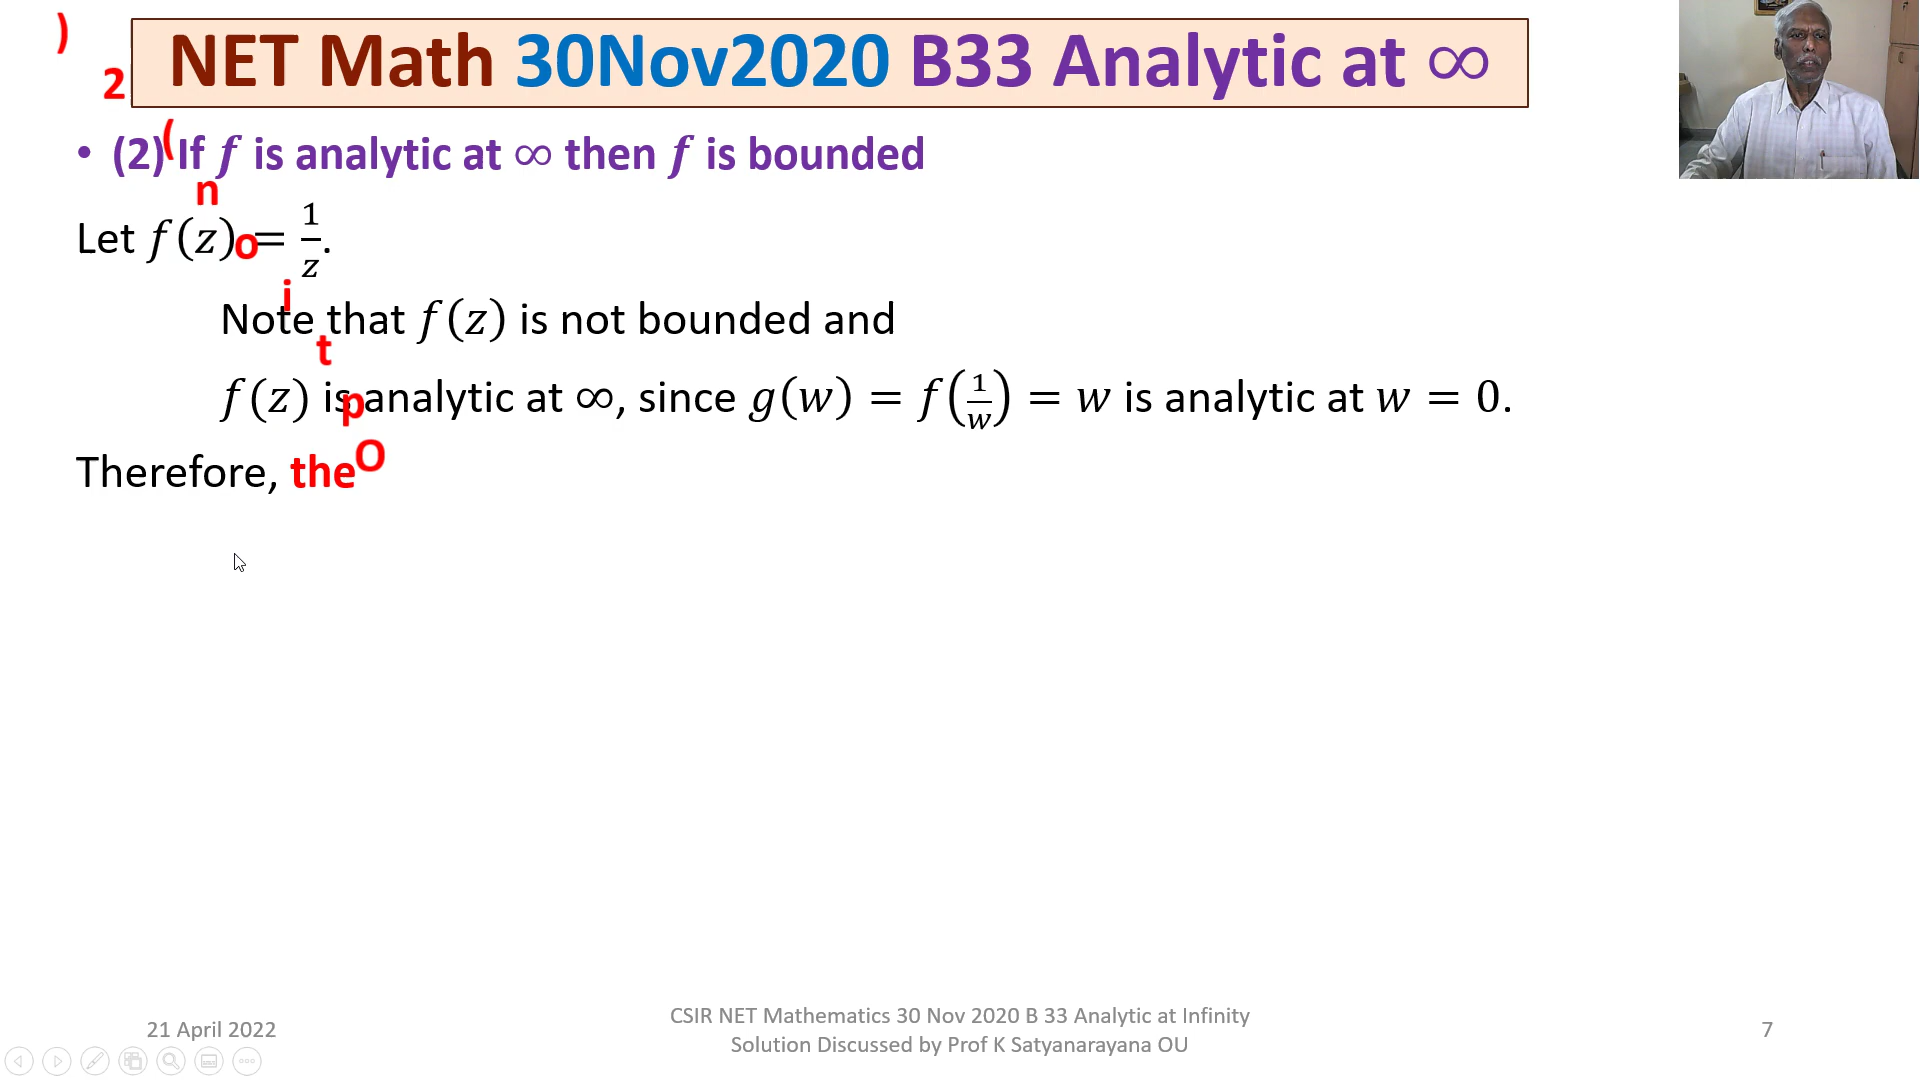 NET Math 30Nov2020 B33 Analytic at ∞
• (2) If f is analytic at ∞ then f is bounded
Let f(z) = 1/z.
Note that f(z) is not bounded and
f(z) is analytic at ∞, since g(w) = f(1/w) = w is analytic at w = 0.
Therefore, the O
p
t
i
o
n
(
2
)
21 April 2022
CSIR NET Mathematics 30 Nov 2020 B 33 Analytic at Infinity
Solution Discussed by Prof K Satyanarayana OU
7